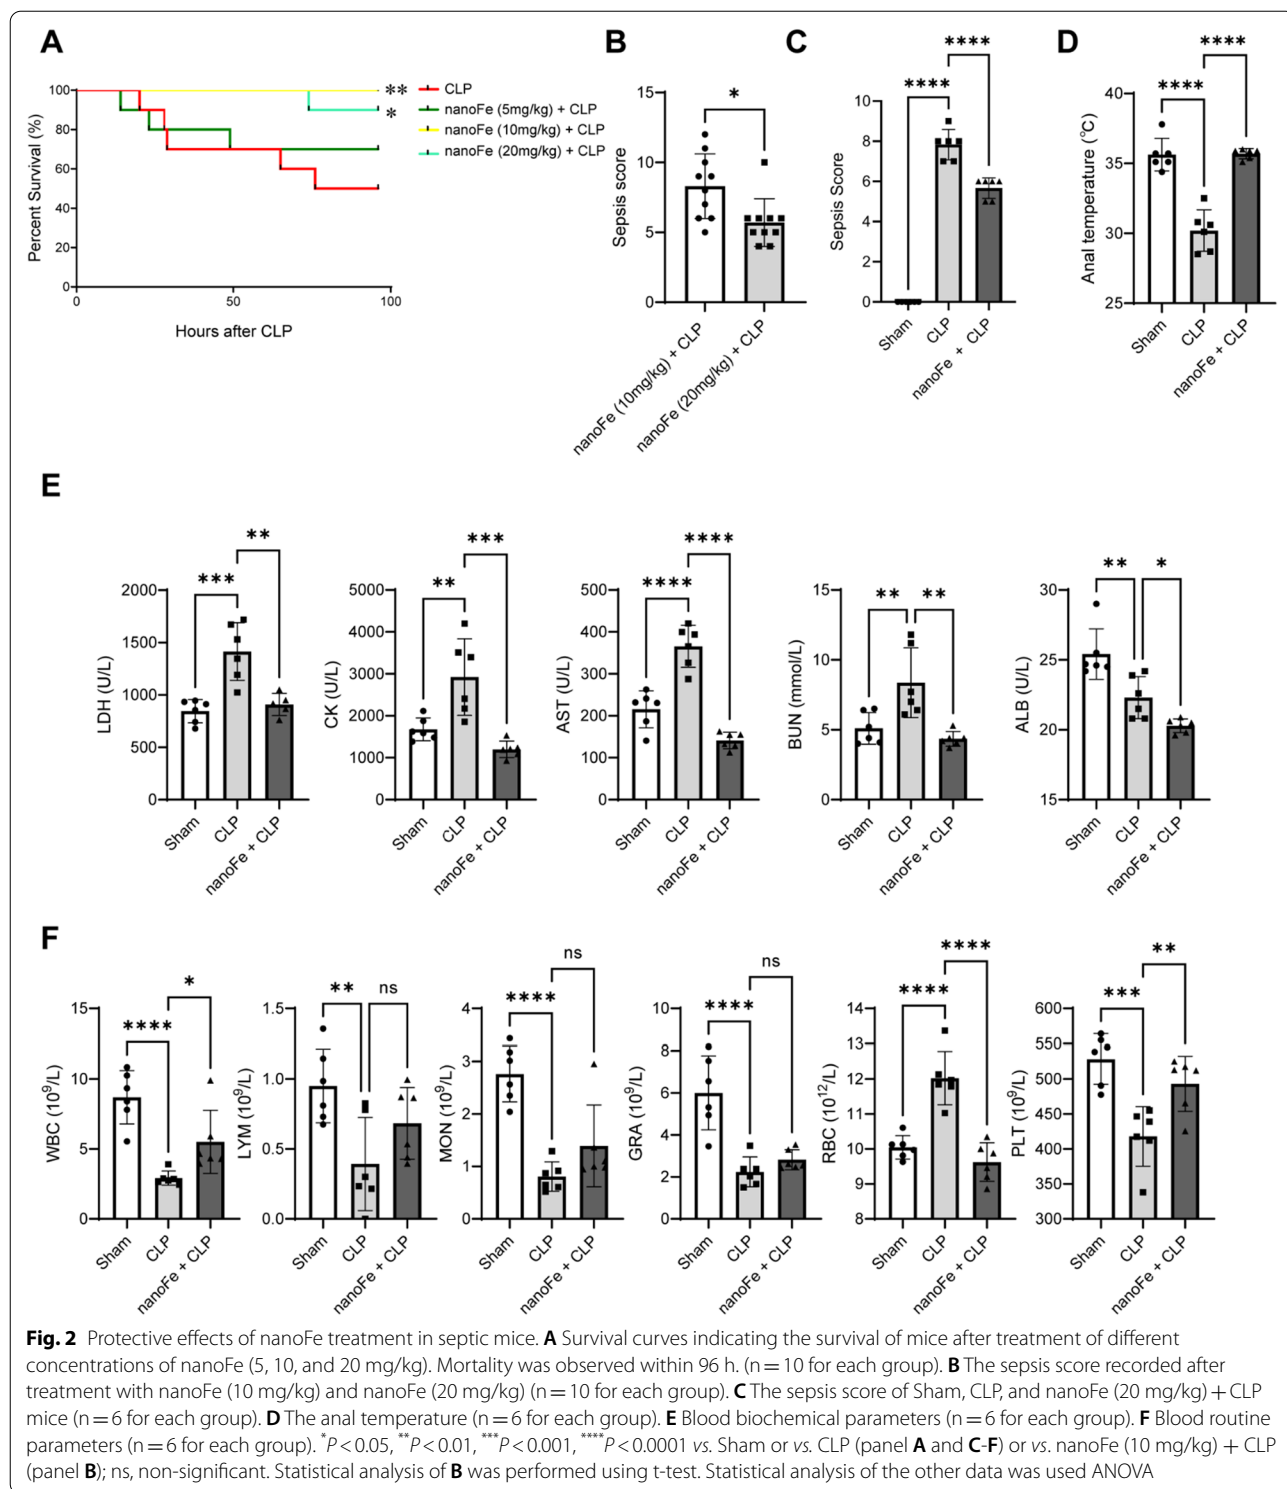 A
100
80
60
40
20
0
Percent Survival (%)
0
50
100
Hours after CLP
**
*
CLP
nanoFe (5mg/kg) + CLP
nanoFe (10mg/kg) + CLP
nanoFe (20mg/kg) + CLP
B
15
10
5
0
Sepsis score
*
nanoFe (10mg/kg) + CLP
nanoFe (20mg/kg) + CLP
C
10
8
6
4
2
0
Sepsis Score
****
****
Sham
CLP
nanoFe + CLP
D
40
35
30
25
Anal temperature (°C)
****
****
Sham
CLP
nanoFe + CLP
E
2000
1500
1000
500
0
LDH (U/L)
***
**
Sham
CLP
nanoFe + CLP
5000
4000
3000
2000
1000
0
CK (U/L)
**
***
Sham
CLP
nanoFe + CLP
500
400
300
200
100
0
AST (U/L)
****
****
Sham
CLP
nanoFe + CLP
15
10
5
0
BUN (mmol/L)
**
**
Sham
CLP
nanoFe + CLP
30
25
20
15
ALB (U/L)
**
*
Sham
CLP
nanoFe + CLP
F
15
10
5
0
WBC (10⁹/L)
****
*
Sham
CLP
nanoFe + CLP
1.5
1.0
0.5
0.0
LYM (10⁹/L)
**
ns
Sham
CLP
nanoFe + CLP
4
3
2
1
0
MON (10⁹/L)
****
ns
Sham
CLP
nanoFe + CLP
10
8
6
4
2
0
GRA (10⁹/L)
****
ns
Sham
CLP
nanoFe + CLP
14
12
10
8
RBC (10¹²/L)
****
****
Sham
CLP
nanoFe + CLP
600
550
500
450
400
350
300
PLT (10⁹/L)
***
**
Sham
CLP
nanoFe + CLP
Fig. 2 Protective effects of nanoFe treatment in septic mice. A Survival curves indicating the survival of mice after treatment of different
concentrations of nanoFe (5, 10, and 20 mg/kg). Mortality was observed within 96 h. (n = 10 for each group). B The sepsis score recorded after
treatment with nanoFe (10 mg/kg) and nanoFe (20 mg/kg) (n = 10 for each group). C The sepsis score of Sham, CLP, and nanoFe (20 mg/kg) + CLP
mice (n = 6 for each group). D The anal temperature (n = 6 for each group). E Blood biochemical parameters (n = 6 for each group). F Blood routine
parameters (n = 6 for each group). *P < 0.05, **P < 0.01, ***P < 0.001, ****P < 0.0001 vs. Sham or vs. CLP (panel A and C-F) or vs. nanoFe (10 mg/kg) + CLP
(panel B); ns, non-significant. Statistical analysis of B was performed using t-test. Statistical analysis of the other data was used ANOVA